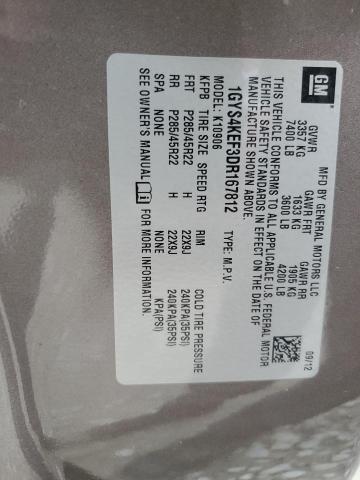 GM
MFD BY GENERAL MOTORS LLC 09/12
GVWR GAWR FRT GAWR RR
3357 KG 1633 KG 1905 KG
7400 LB 3600 LB 4200 LB
THIS VEHICLE CONFORMS TO ALL APPLICABLE U.S. FEDERAL MOTOR
VEHICLE SAFETY STANDARDS IN EFFECT ON THE DATE OF
MANUFACTURE SHOWN ABOVE.
1GYS4KEF3DR167812 TYPE: M.P.V.
MODEL: K10906
KFPB TIRE SIZE SPEED RTG RIM COLD TIRE PRESSURE
FRT P285/45R22 H 22X9J 240KPA(35PSI)
RR P285/45R22 H 22X9J 240KPA(35PSI)
SPA NONE NONE KPA(PSI)
SEE OWNER'S MANUAL FOR MORE INFORMATION.